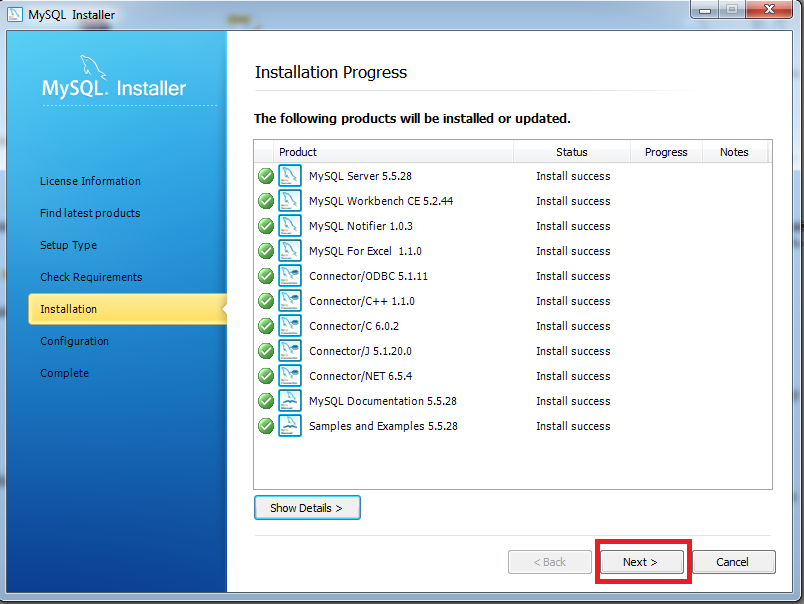 MySQL Installer
MySQL. Installer
License Information
Find latest products
Setup Type
Check Requirements
Installation
Configuration
Complete
Installation Progress
The following products will be installed or updated.
Product Status Progress Notes
MySQL Server 5.5.28 Install success
MySQL Workbench CE 5.2.44 Install success
MySQL Notifier 1.0.3 Install success
MySQL For Excel 1.1.0 Install success
Connector/ODBC 5.1.11 Install success
Connector/C++ 1.1.0 Install success
Connector/C 6.0.2 Install success
Connector/J 5.1.20.0 Install success
Connector/NET 6.5.4 Install success
MySQL Documentation 5.5.28 Install success
Samples and Examples 5.5.28 Install success
Show Details >
< Back Next > Cancel